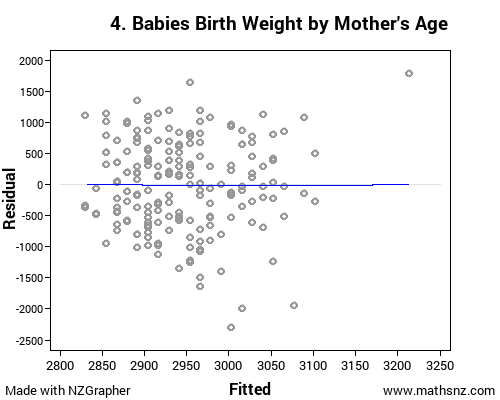 4. Babies Birth Weight by Mother's Age
2000
1500
1000
500
0
-500
-1000
-1500
-2000
-2500
Residual
2800 2850 2900 2950 3000 3050 3100 3150 3200 3250
Made with NZGrapher Fitted www.mathsnz.com